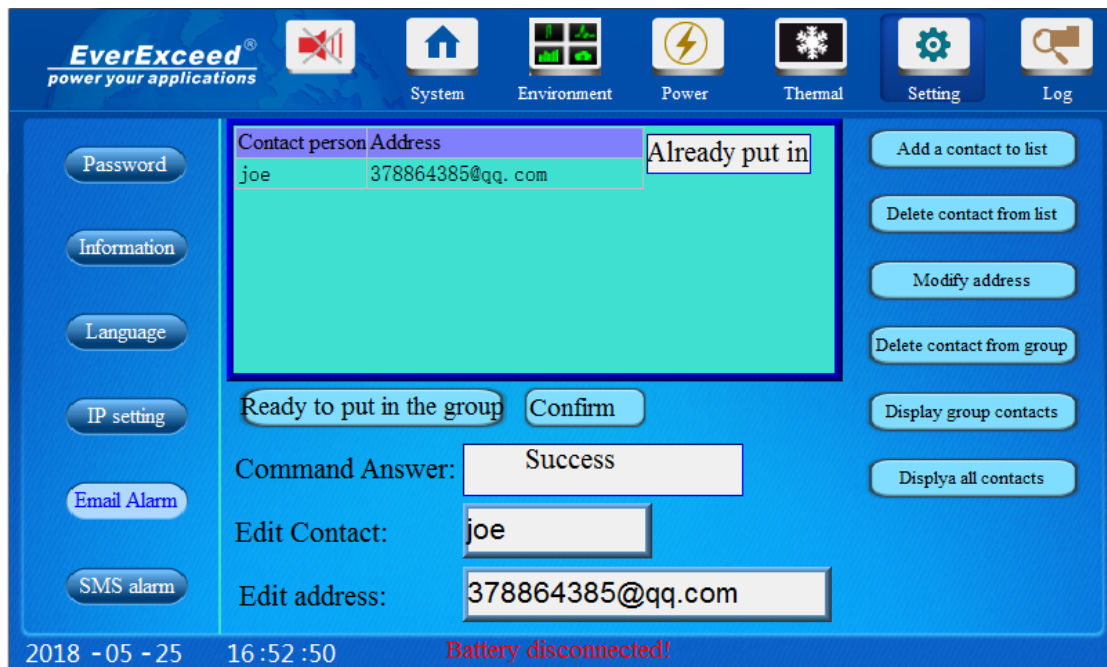 EverExceed®
power your applications
System
Environment
Power
Thermal
Setting
Log
Password
Information
Language
IP setting
Email Alarm
SMS alarm
Contact person Address
joe 378864385@qq.com
Already put in
Ready to put in the group
Confirm
Command Answer: Success
Edit Contact: joe
Edit address: 378864385@qq.com
Add a contact to list
Delete contact from list
Modify address
Delete contact from group
Display group contacts
Displya all contacts
2018 -05 -25 16:52:50 Battery disconnected!